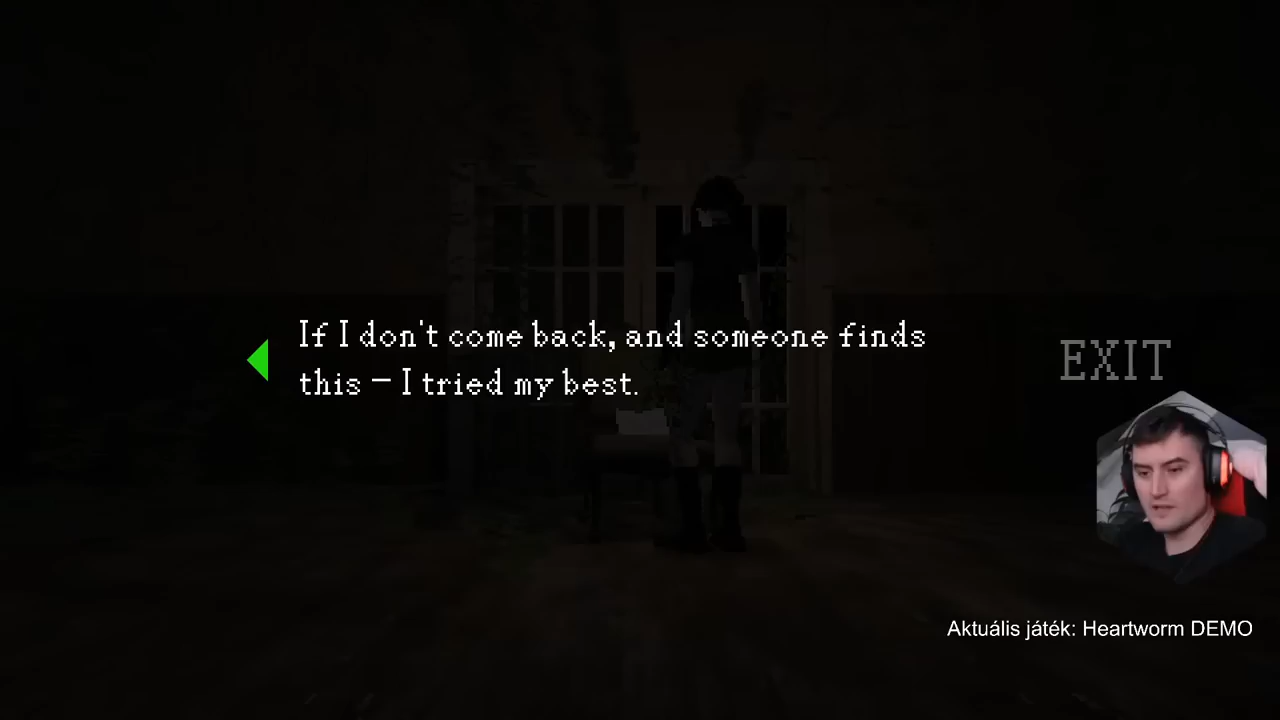 If I don't come back, and someone finds
this – I tried my best.
EXIT
Aktuális játék: Heartworm DEMO